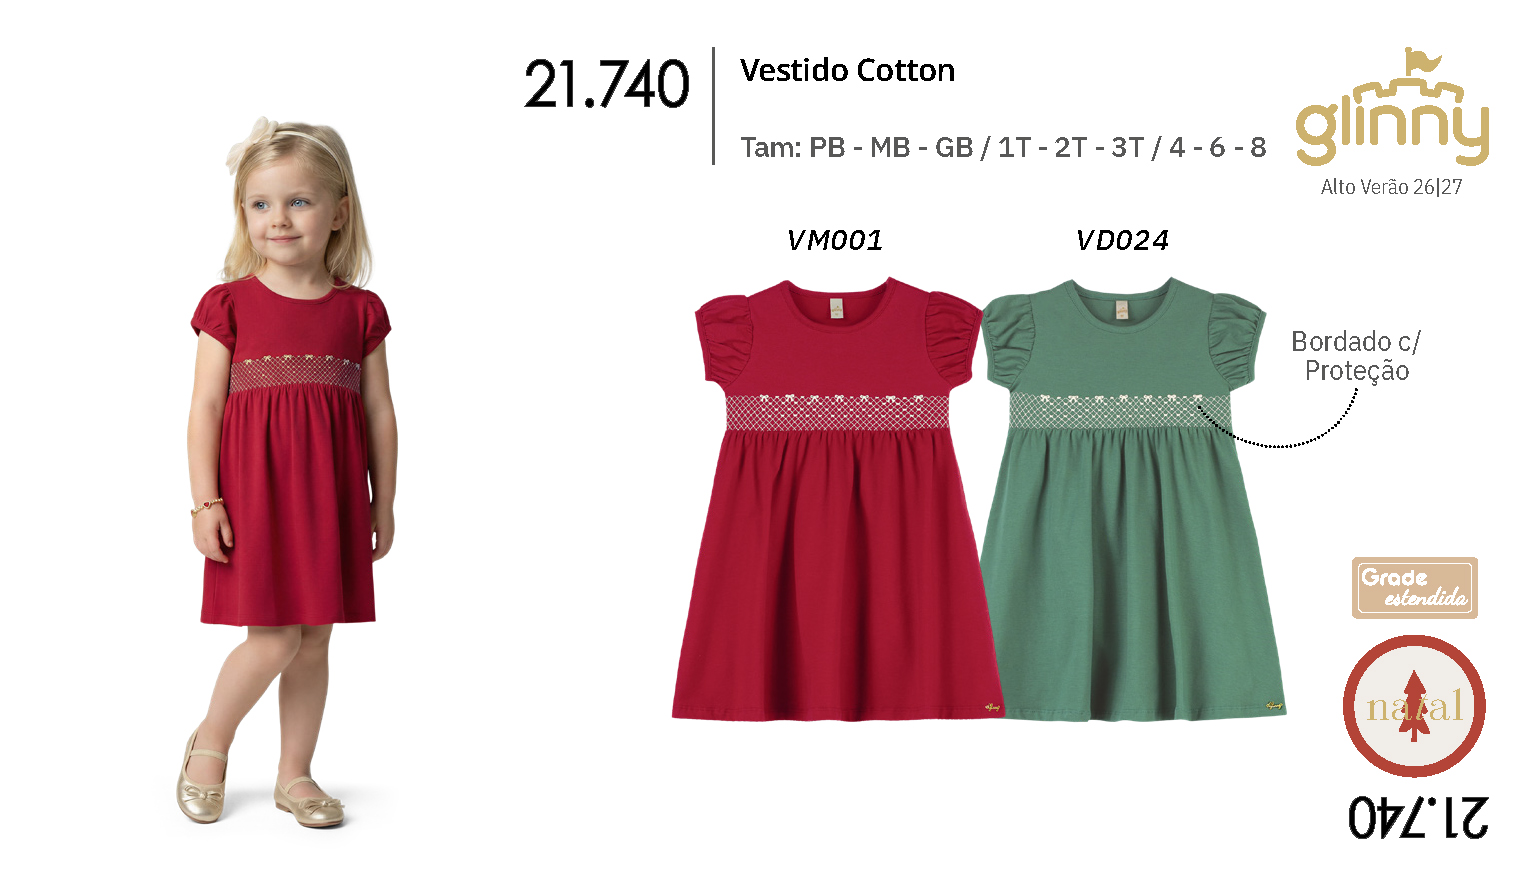 21.740
Vestido Cotton
Tam: PB - MB - GB / 1T - 2T - 3T / 4 - 6 - 8
glinny
Alto Verão 26|27
VM001
VD024
Bordado c/
Proteção
Grade
estendida
natal
21.740